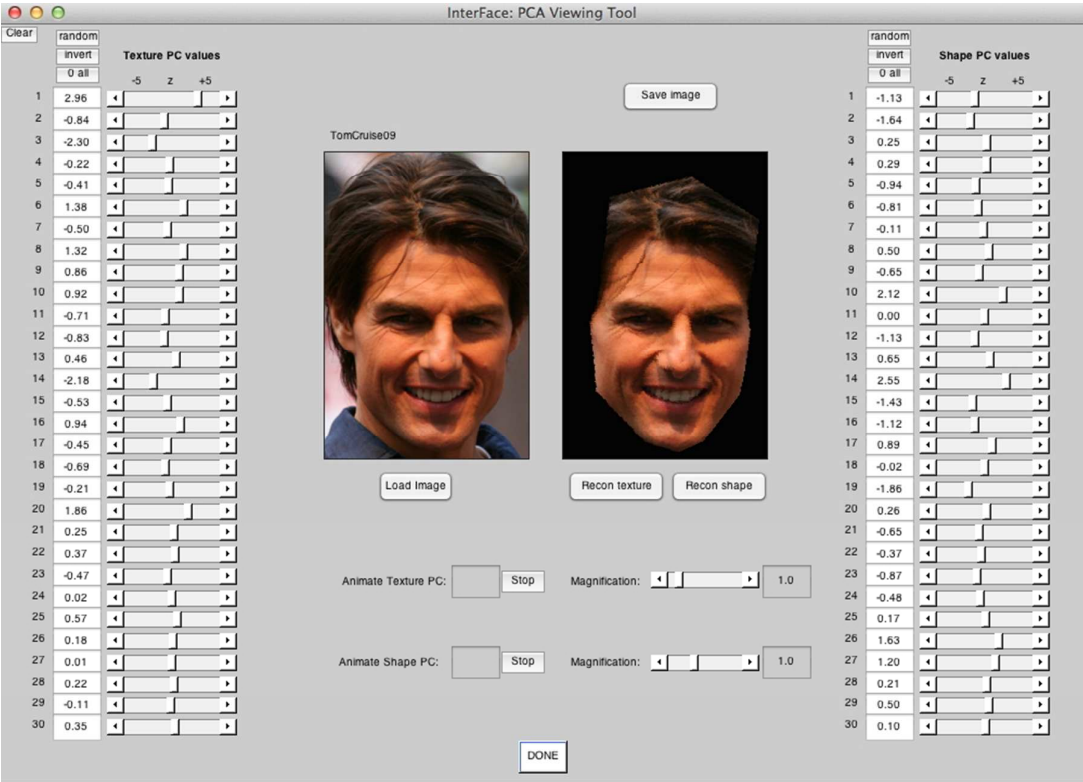 InterFace: PCA Viewing Tool
Clear
random
invert
0 all
Texture PC values
-5 z +5
1 2.96
2 -0.84
3 -2.30
4 -0.22
5 -0.41
6 1.38
7 -0.50
8 1.32
9 0.86
10 0.92
11 -0.71
12 -0.83
13 0.46
14 -2.18
15 -0.53
16 0.94
17 -0.45
18 -0.69
19 -0.21
20 1.86
21 0.25
22 0.37
23 -0.47
24 0.02
25 0.57
26 0.18
27 0.01
28 0.22
29 -0.11
30 0.35
Save image
TomCruise09
Load Image
Recon texture
Recon shape
Animate Texture PC:
Stop
Magnification:
1.0
Animate Shape PC:
Stop
Magnification:
1.0
DONE
random
invert
0 all
Shape PC values
-5 z +5
1 -1.13
2 -1.64
3 0.25
4 0.29
5 -0.94
6 -0.81
7 -0.11
8 0.50
9 -0.65
10 2.12
11 0.00
12 -1.13
13 0.65
14 2.55
15 -1.43
16 -1.12
17 0.89
18 -0.02
19 -1.86
20 0.26
21 -0.65
22 -0.37
23 -0.87
24 -0.48
25 0.17
26 1.63
27 1.20
28 0.21
29 0.50
30 0.10